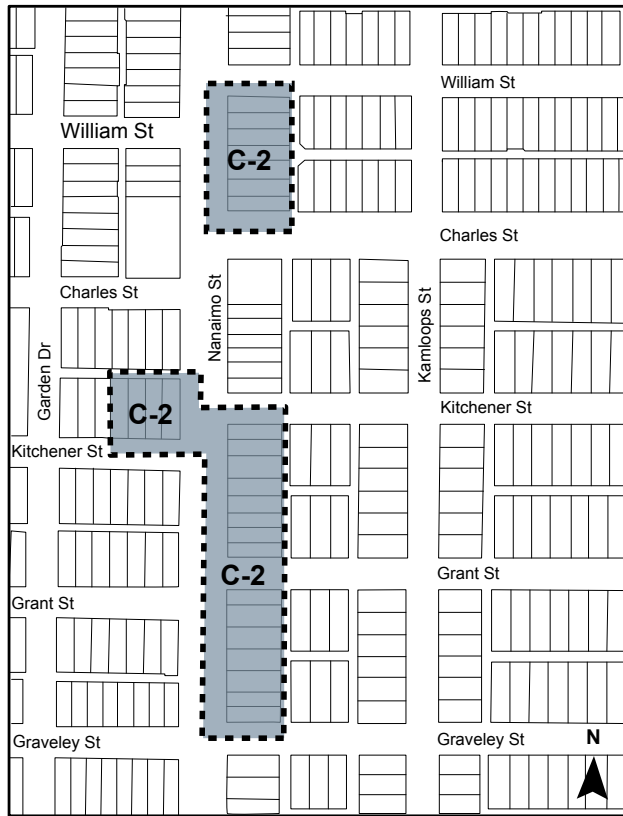 William St
William St
C-2
Charles St
Charles St
Nanaimo St
Kamloops St
Garden Dr
C-2
Kitchener St
Kitchener St
C-2
Grant St
Grant St
Graveley St
Graveley St
N